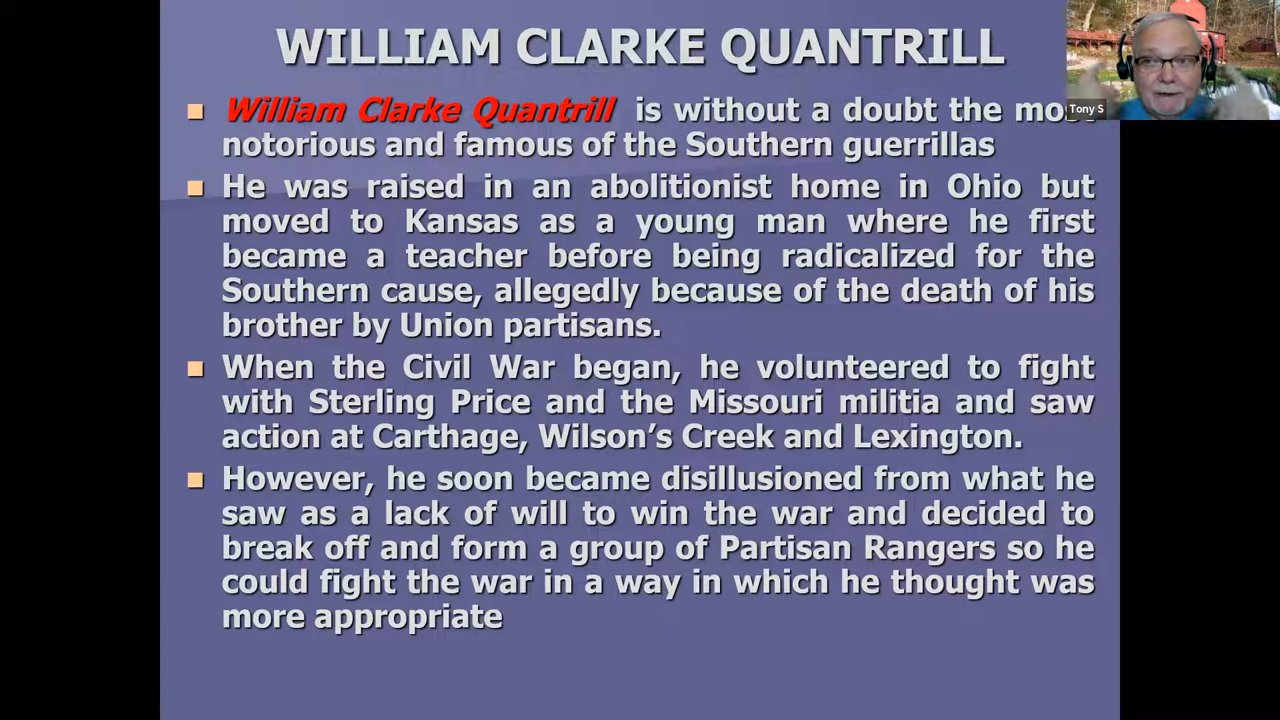 WILLIAM CLARKE QUANTRILL
William Clarke Quantrill is without a doubt the most
notorious and famous of the Southern guerrillas
He was raised in an abolitionist home in Ohio but
moved to Kansas as a young man where he first
became a teacher before being radicalized for the
Southern cause, allegedly because of the death of his
brother by Union partisans.
When the Civil War began, he volunteered to fight
with Sterling Price and the Missouri militia and saw
action at Carthage, Wilson's Creek and Lexington.
However, he soon became disillusioned from what he
saw as a lack of will to win the war and decided to
break off and form a group of Partisan Rangers so he
could fight the war in a way in which he thought was
more appropriate
Tony S